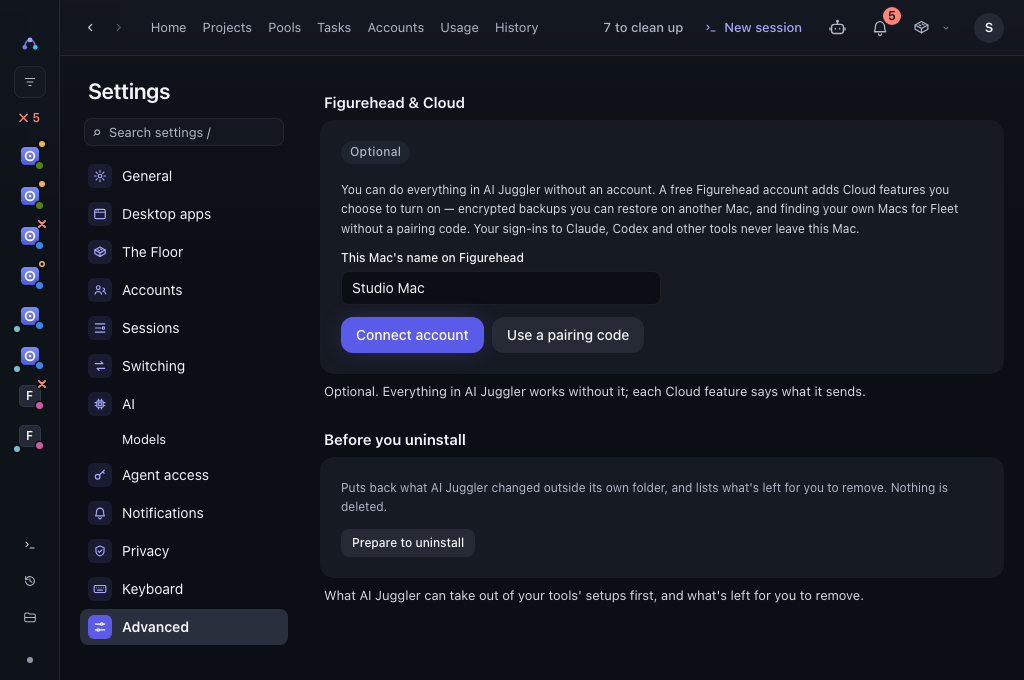 Home Projects Pools Tasks Accounts Usage History 7 to clean up New session 5 S
5
F
F
Settings
Search settings /
General
Desktop apps
The Floor
Accounts
Sessions
Switching
AI
Models
Agent access
Notifications
Privacy
Keyboard
Advanced
Figurehead & Cloud
Optional
You can do everything in AI Juggler without an account. A free Figurehead account adds Cloud features you
choose to turn on — encrypted backups you can restore on another Mac, and finding your own Macs for Fleet
without a pairing code. Your sign-ins to Claude, Codex and other tools never leave this Mac.
This Mac's name on Figurehead
Studio Mac
Connect account Use a pairing code
Optional. Everything in AI Juggler works without it; each Cloud feature says what it sends.
Before you uninstall
Puts back what AI Juggler changed outside its own folder, and lists what's left for you to remove. Nothing is
deleted.
Prepare to uninstall
What AI Juggler can take out of your tools' setups first, and what's left for you to remove.